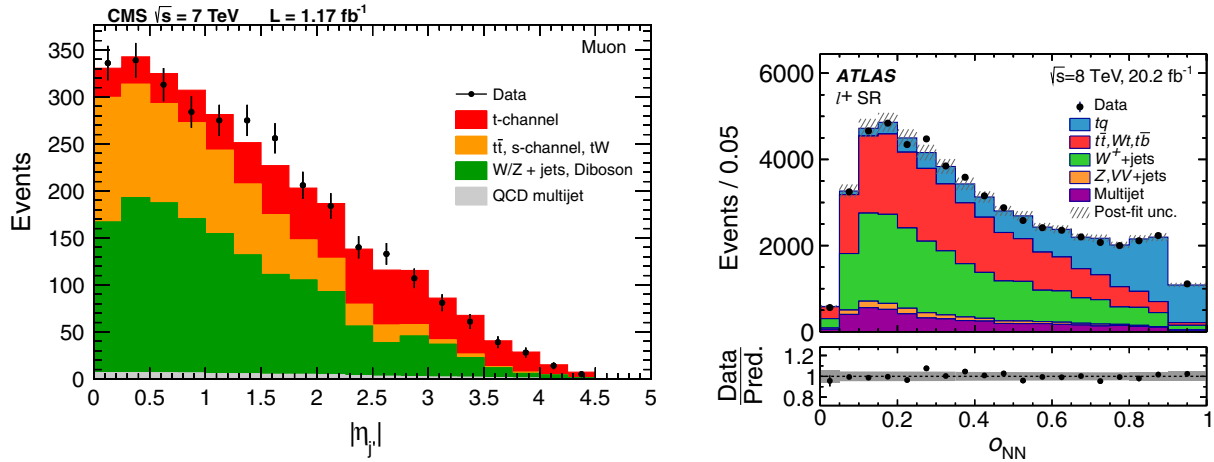 CMS √s = 7 TeV L = 1.17 fb⁻¹
Muon
Data
t-channel
tt̄, s-channel, tW
W/Z + jets, Diboson
QCD multijet
Events
350
300
250
200
150
100
50
0
0 0.5 1 1.5 2 2.5 3 3.5 4 4.5 5
|η_j'|
ATLAS √s=8 TeV, 20.2 fb⁻¹
l+ SR
Data
tq
tt̄,Wt,tb̄
W⁺+jets
Z,VV+jets
Multijet
Post-fit unc.
Events / 0.05
6000
4000
2000
0
Data
Pred.
1.2
1
0.8
0 0.2 0.4 0.6 0.8 1
o_NN